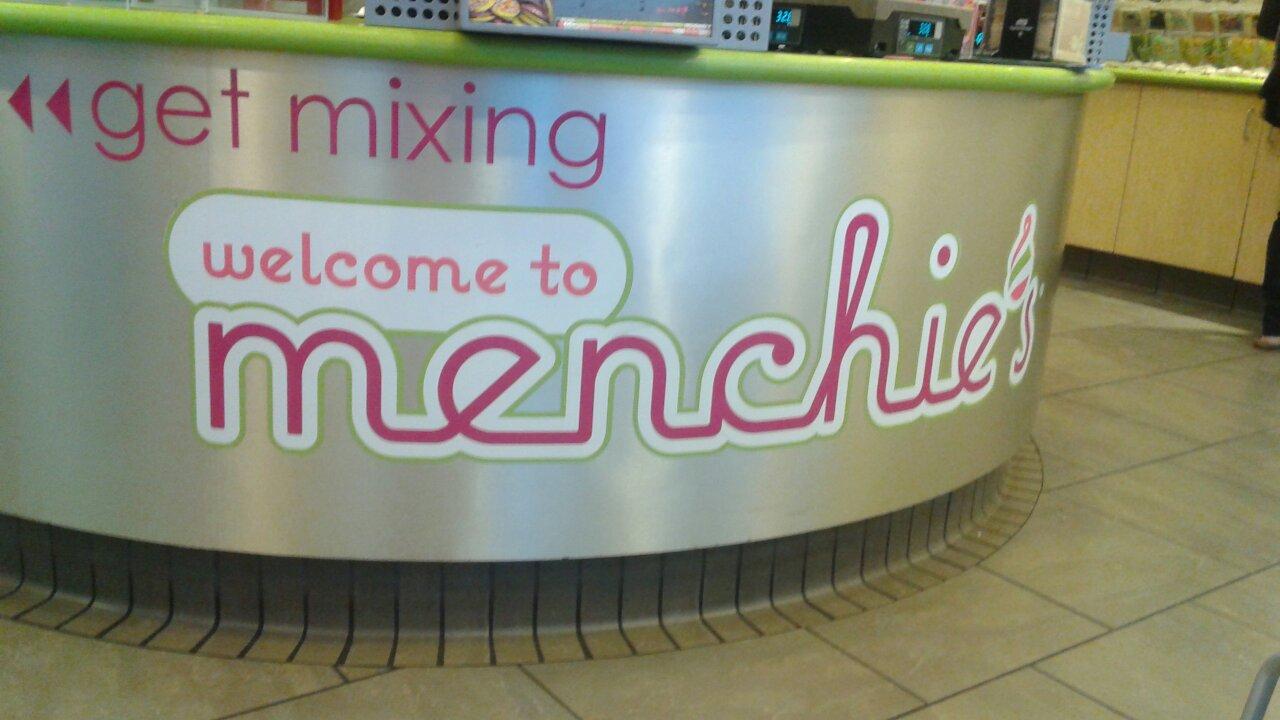 get mixing
welcome to
menchie's